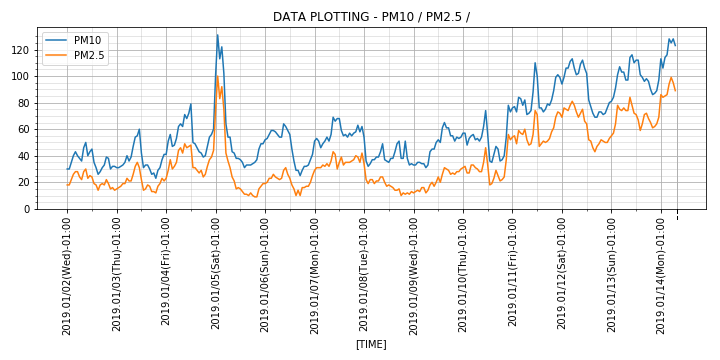 DATA PLOTTING - PM10 / PM2.5 /
PM10
PM2.5
120
100
80
60
40
20
0
2019.01/02(Wed)-01:00
2019.01/03(Thu)-01:00
2019.01/04(Fri)-01:00
2019.01/05(Sat)-01:00
2019.01/06(Sun)-01:00
2019.01/07(Mon)-01:00
2019.01/08(Tue)-01:00
2019.01/09(Wed)-01:00
2019.01/10(Thu)-01:00
2019.01/11(Fri)-01:00
2019.01/12(Sat)-01:00
2019.01/13(Sun)-01:00
2019.01/14(Mon)-01:00
[TIME]